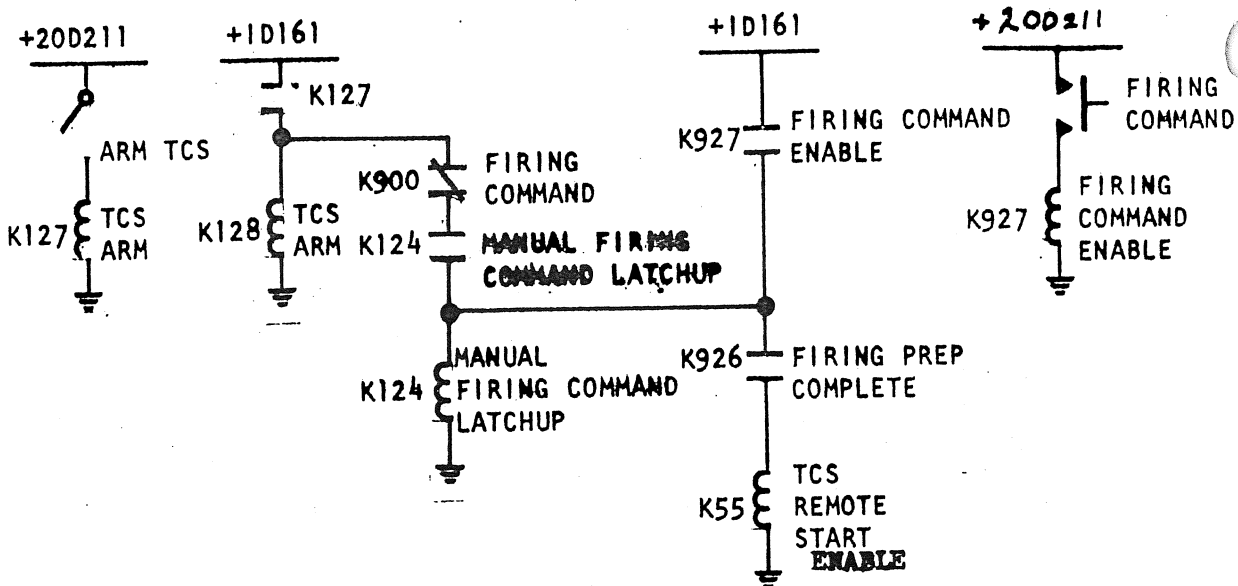 +20D211
+1D161
+1D161
+20D211
K127
FIRING
COMMAND
K927
FIRING COMMAND
ENABLE
ARM TCS
K900
FIRING
COMMAND
K127
TCS
ARM
K128
TCS
ARM
K124
MANUAL FIRING
COMMAND LATCHUP
K927
FIRING
COMMAND
ENABLE
K124
MANUAL
FIRING COMMAND
LATCHUP
K926
FIRING PREP
COMPLETE
K55
TCS
REMOTE
START
ENABLE